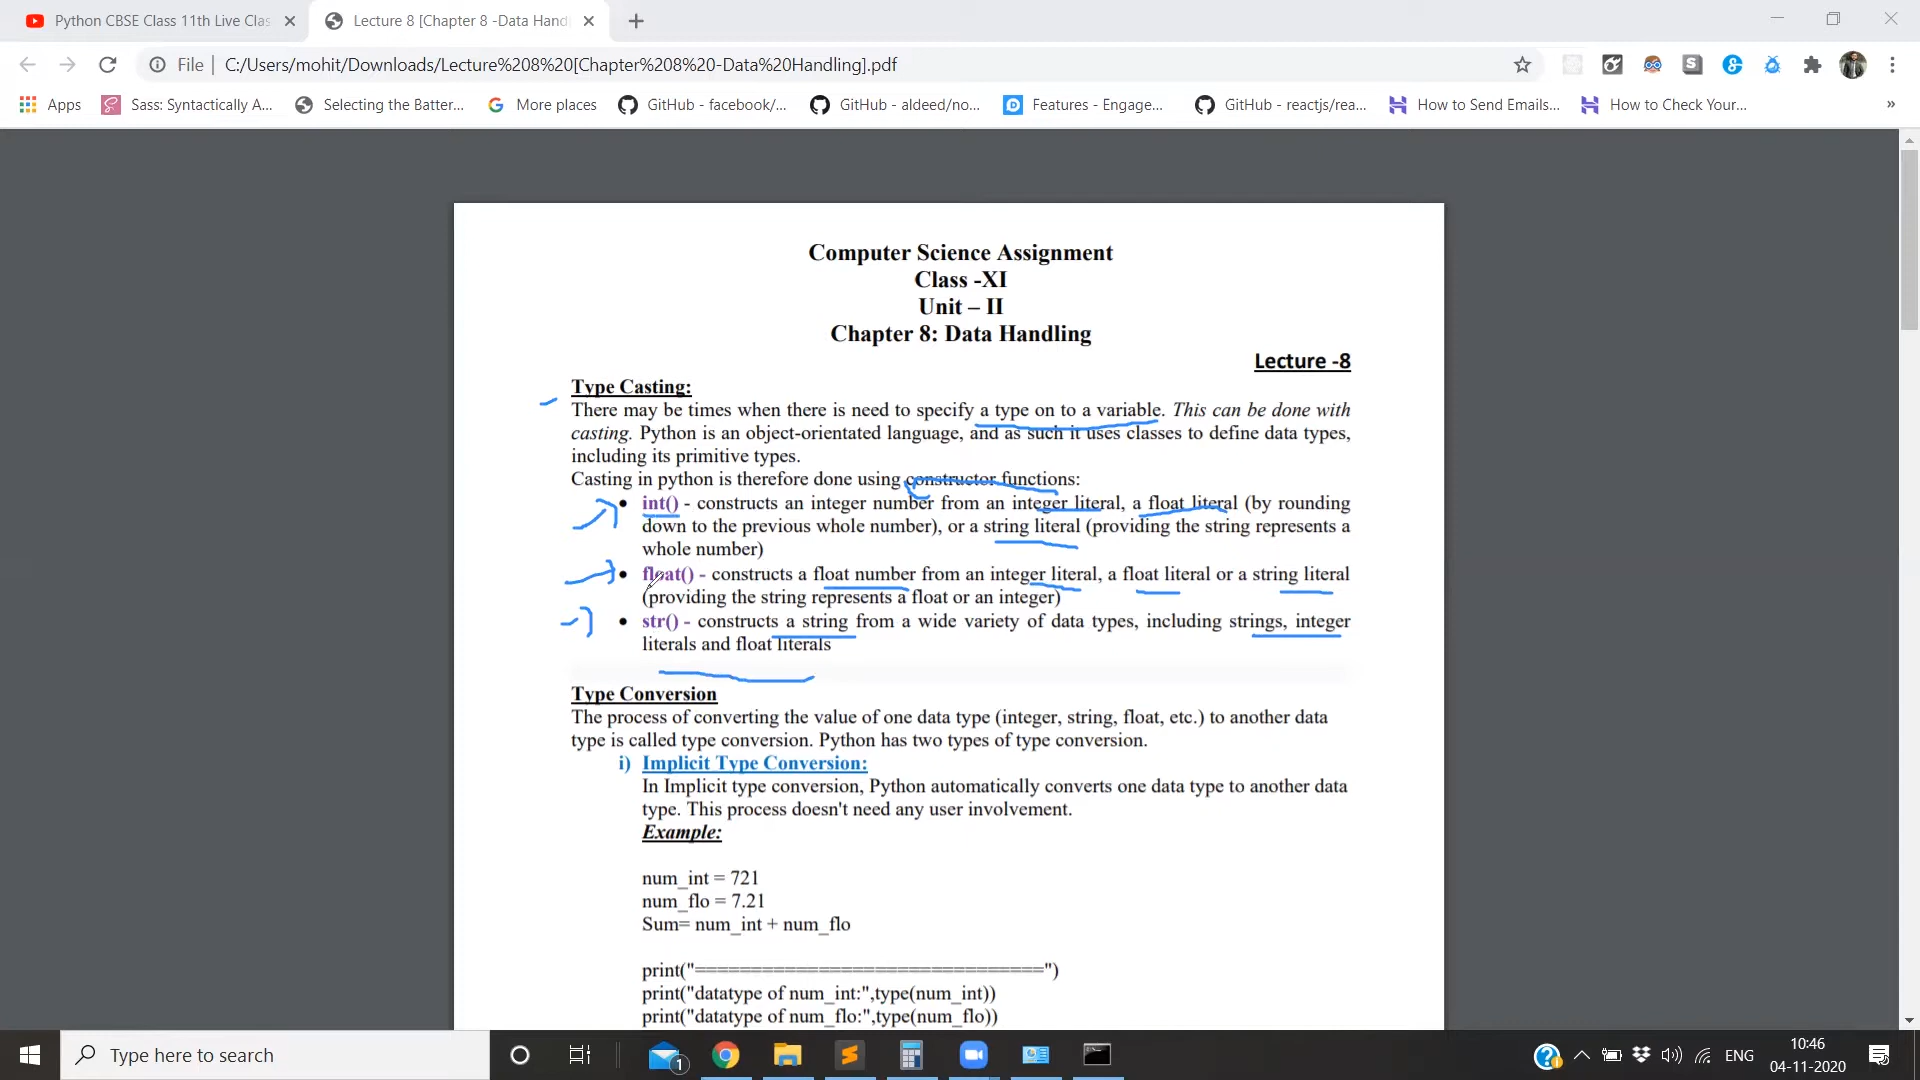 Python CBSE Class 11th Live Clas
Lecture 8 [Chapter 8 -Data Hand
File | C:/Users/mohit/Downloads/Lecture%208%20[Chapter%208%20-Data%20Handling].pdf
Apps Sass: Syntactically A... Selecting the Batter... More places GitHub - facebook/... GitHub - aldeed/no... Features - Engage... GitHub - reactjs/rea... How to Send Emails... How to Check Your... »
Computer Science Assignment
Class -XI
Unit – II
Chapter 8: Data Handling
Lecture -8
Type Casting:
There may be times when there is need to specify a type on to a variable. This can be done with
casting. Python is an object-orientated language, and as such it uses classes to define data types,
including its primitive types.
Casting in python is therefore done using constructor functions:
• int() - constructs an integer number from an integer literal, a float literal (by rounding
down to the previous whole number), or a string literal (providing the string represents a
whole number)
• float() - constructs a float number from an integer literal, a float literal or a string literal
(providing the string represents a float or an integer)
• str() - constructs a string from a wide variety of data types, including strings, integer
literals and float literals
Type Conversion
The process of converting the value of one data type (integer, string, float, etc.) to another data
type is called type conversion. Python has two types of type conversion.
i) Implicit Type Conversion:
In Implicit type conversion, Python automatically converts one data type to another data
type. This process doesn't need any user involvement.
Example:
num_int = 721
num_flo = 7.21
Sum= num_int + num_flo
print("===============================")
print("datatype of num_int:",type(num_int))
print("datatype of num_flo:",type(num_flo))
Type here to search
1
ENG
10:46
04-11-2020